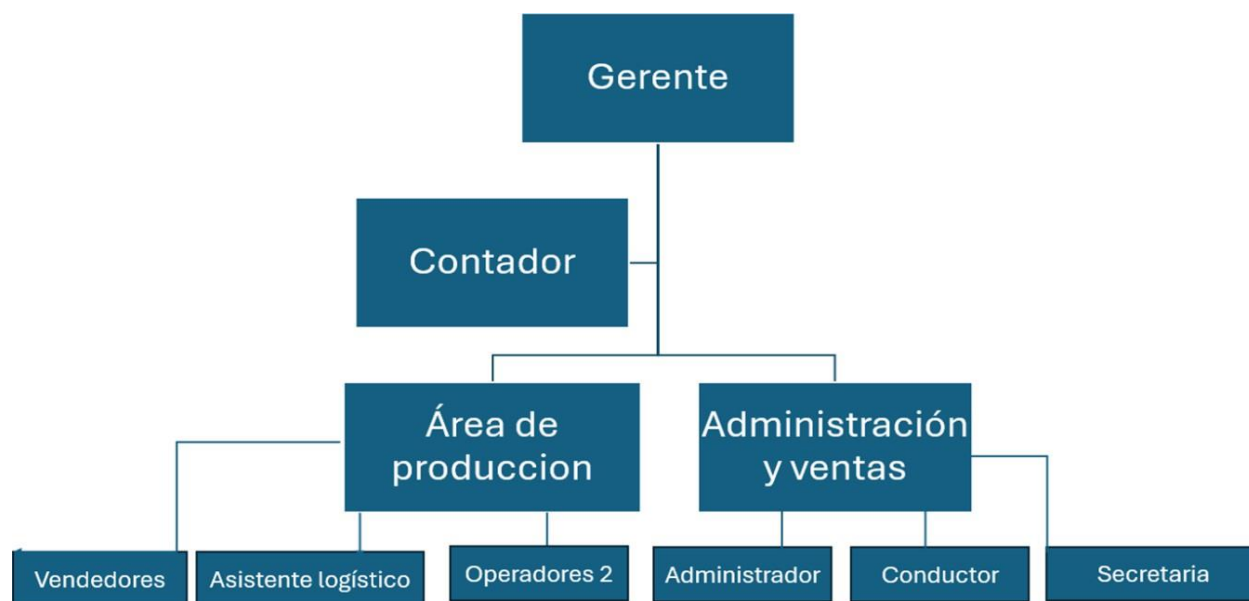 Gerente
Contador
Área de
produccion
Administración
y ventas
Vendedores
Asistente logístico
Operadores 2
Administrador
Conductor
Secretaria